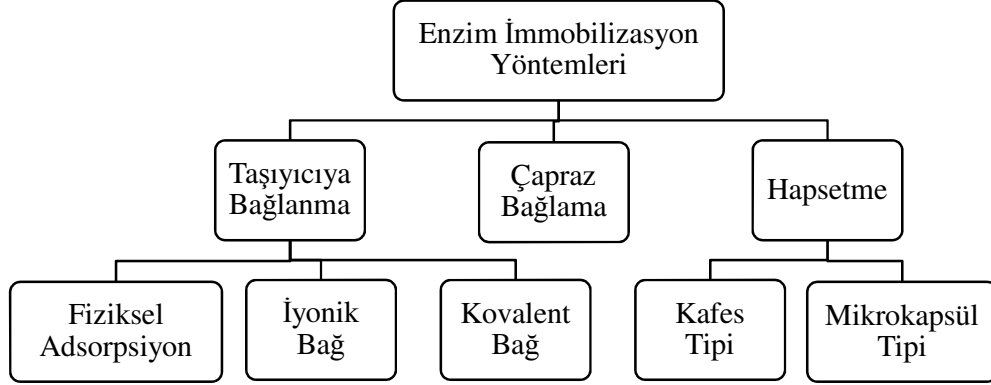 Enzim İmmobilizasyon
Yöntemleri
Taşıyıcıya
Bağlanma
Çapraz
Bağlama
Hapsetme
Fiziksel
Adsorpsiyon
İyonik
Bağ
Kovalent
Bağ
Kafes
Tipi
Mikrokapsül
Tipi